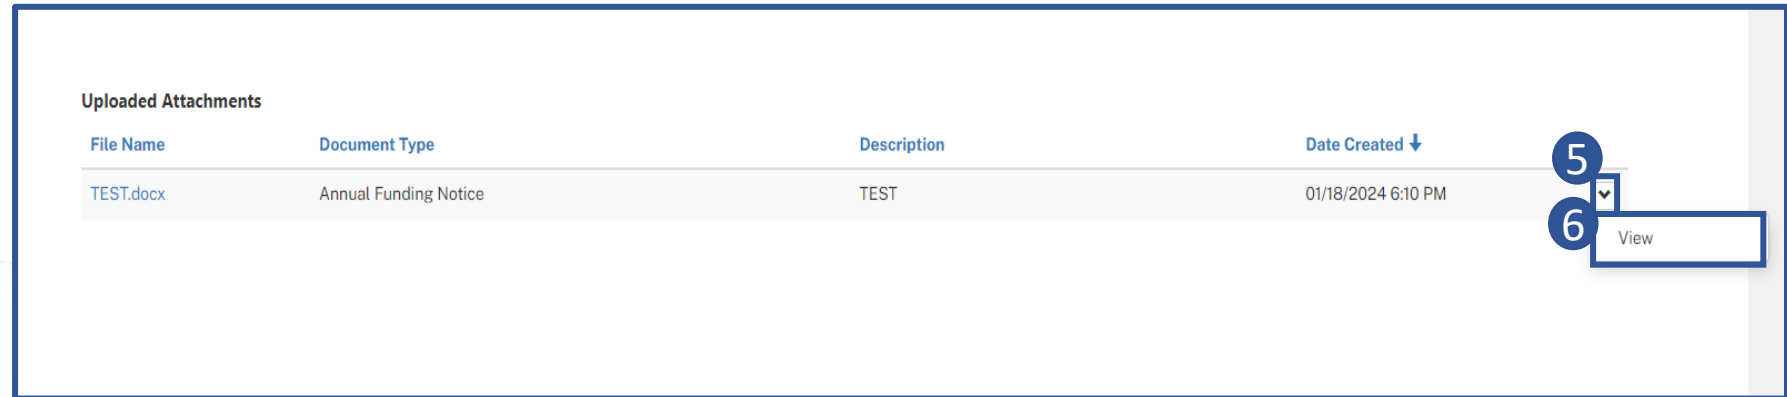 Uploaded Attachments
File Name Document Type Description Date Created
5
TEST.docx Annual Funding Notice TEST 01/18/2024 6:10 PM
6
View